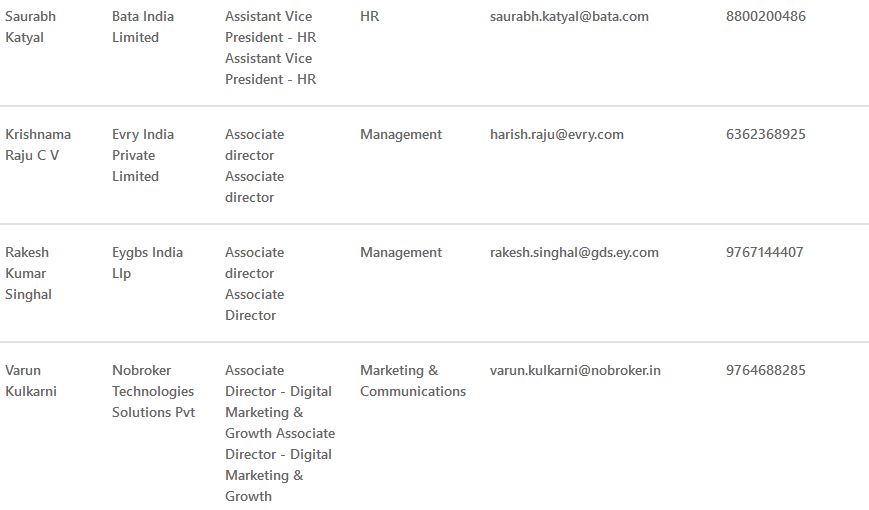 Saurabh Katyal Bata India Limited Assistant Vice President - HR Assistant Vice President - HR HR saurabh.katyal@bata.com 8800200486
Krishnama Raju C V Evry India Private Limited Associate director Associate director Management harish.raju@evry.com 6362368925
Rakesh Kumar Singhal Eygbs India Llp Associate director Associate Director Management rakesh.singhal@gds.ey.com 9767144407
Varun Kulkarni Nobroker Technologies Solutions Pvt Associate Director - Digital Marketing & Growth Associate Director - Digital Marketing & Growth Marketing & Communications varun.kulkarni@nobroker.in 9764688285